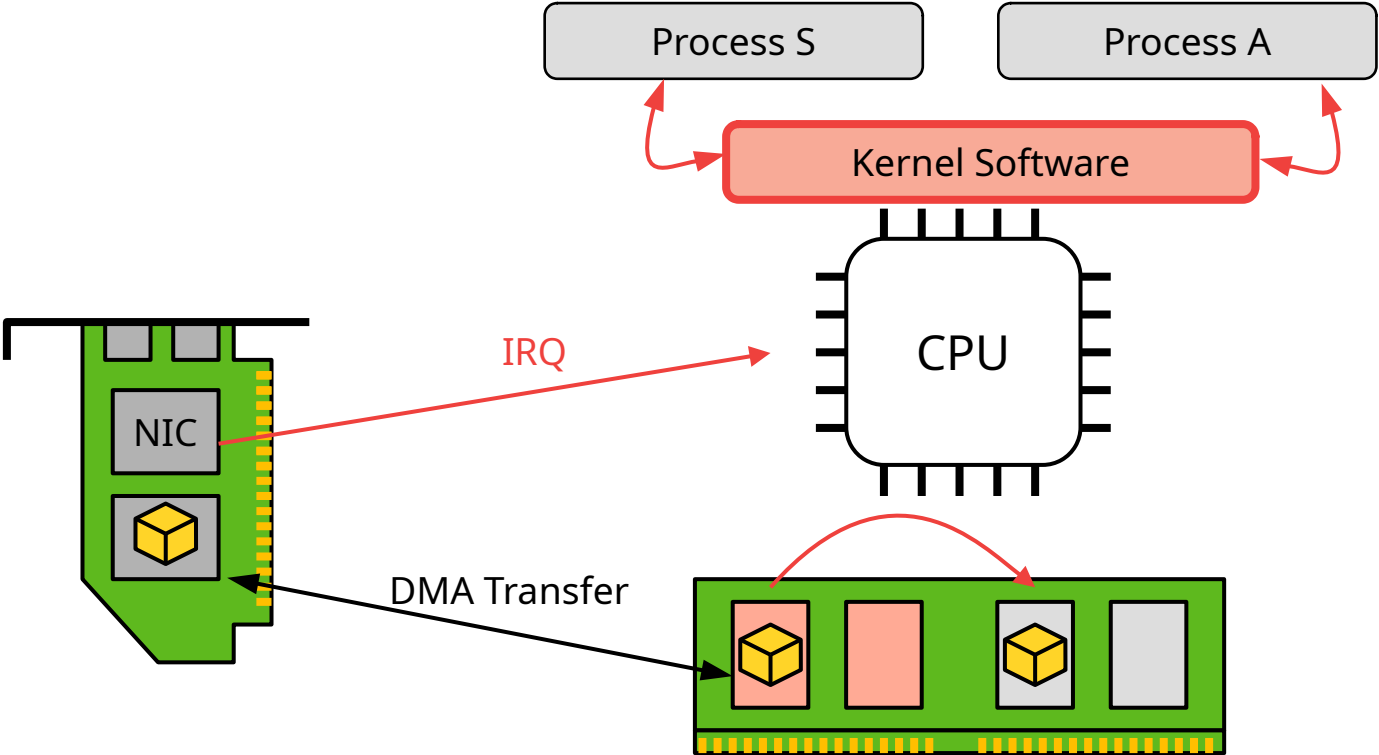 Process S
Process A
Kernel Software
CPU
IRQ
NIC
DMA Transfer